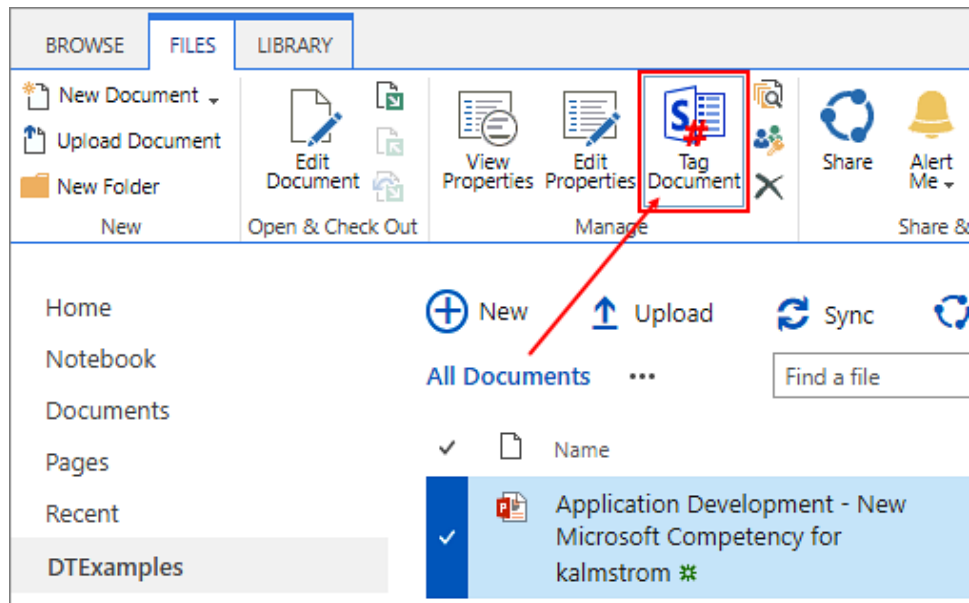 BROWSE FILES LIBRARY
New Document
Upload Document
New Folder
New
Edit
Document
Open & Check Out
View
Properties
Edit
Properties
Tag
Document
Manage
Share
Alert
Me
Share &
Home
Notebook
Documents
Pages
Recent
DTExamples
New Upload Sync
All Documents ... Find a file
Name
Application Development - New
Microsoft Competency for
kalmstrom